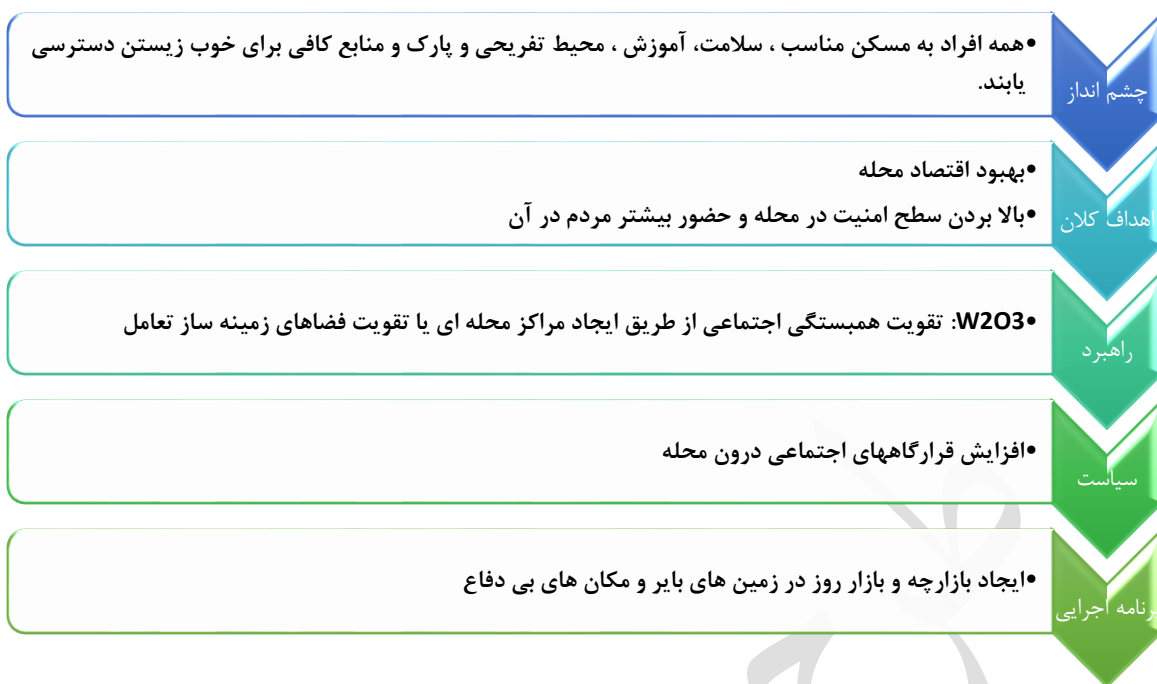 چشم انداز
•همه افراد به مسکن مناسب ، سلامت، آموزش ، محیط تفریحی و پارک و منابع کافی برای خوب زیستن دسترسی
یابند.
اهداف کلان
•بهبود اقتصاد محله
•بالا بردن سطح امنیت در محله و حضور بیشتر مردم در آن
راهبرد
•W2O3: تقویت همبستگی اجتماعی از طریق ایجاد مراکز محله ای یا تقویت فضاهای زمینه ساز تعامل
سیاست
•افزایش قرارگاههای اجتماعی درون محله
برنامه اجرایی
•ایجاد بازارچه و بازار روز در زمین های بایر و مکان های بی دفاع